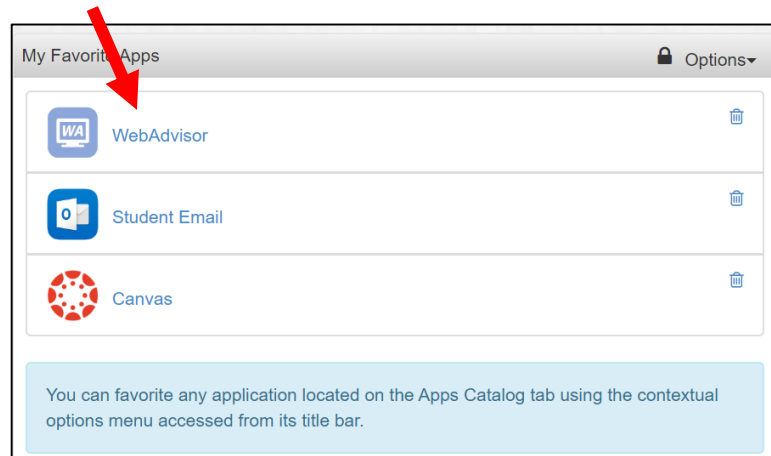 My Favorite Apps
Options
WA
WebAdvisor
O
Student Email
Canvas
You can favorite any application located on the Apps Catalog tab using the contextual
options menu accessed from its title bar.